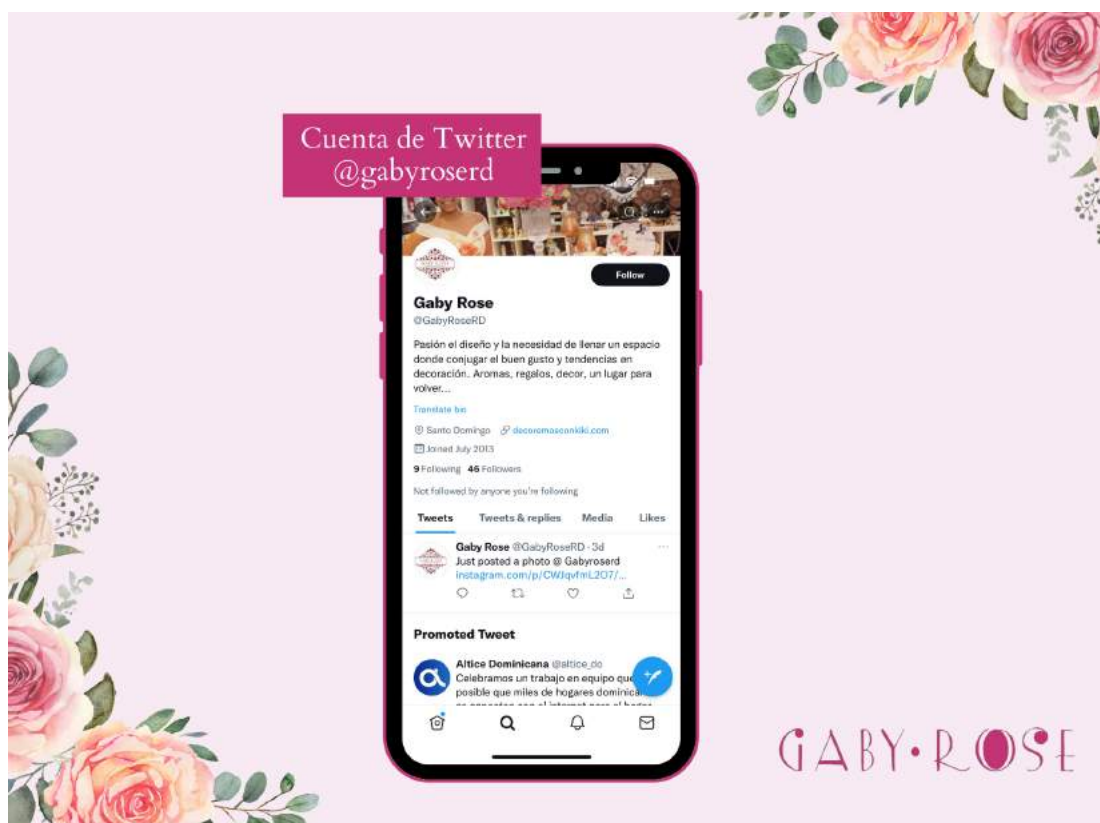 Cuenta de Twitter
@gabyroserd
Follow
Gaby Rose
@GabyRoseRD
Pasión el diseño y la necesidad de llenar un espacio
donde conjugar el buen gusto y tendencias en
decoración. Aromas, regalos, decor, un lugar para
volver...
Translate bio
Santo Domingo decoremasconkiki.com
Joined July 2013
9 Following 46 Followers
Not followed by anyone you're following
Tweets Tweets & replies Media Likes
Gaby Rose @GabyRoseRD · 3d
Just posted a photo @ Gabyroserd
instagram.com/p/CWJqvfmL2O7/...
Promoted Tweet
Altice Dominicana @altice_do
Celebramos un trabajo en equipo que
posible que miles de hogares dominica
GABY·ROSE